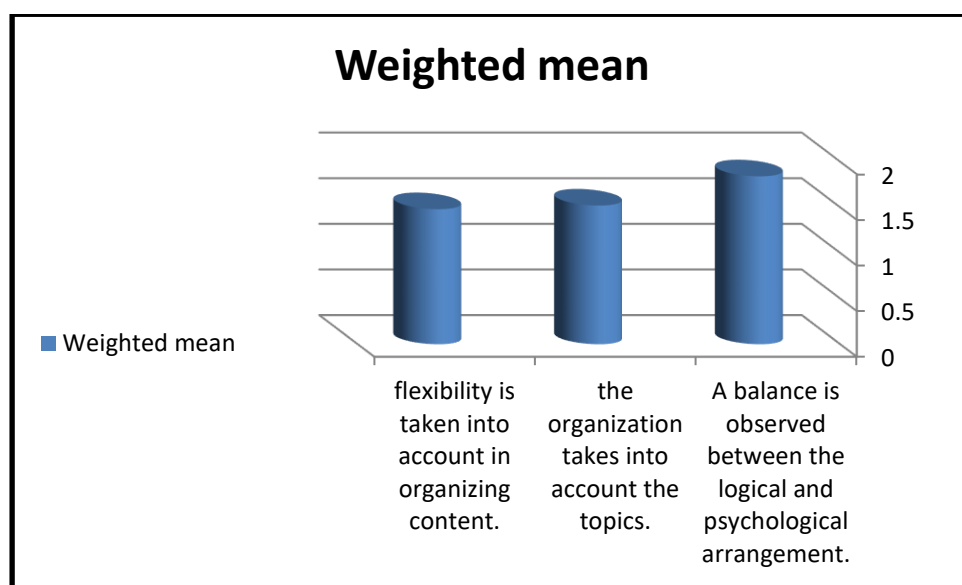 Weighted mean
2
1.5
1
0.5
0
Weighted mean
flexibility is
taken into
account in
organizing
content.
the
organization
takes into
account the
topics.
A balance is
observed
between the
logical and
psychological
arrangement.